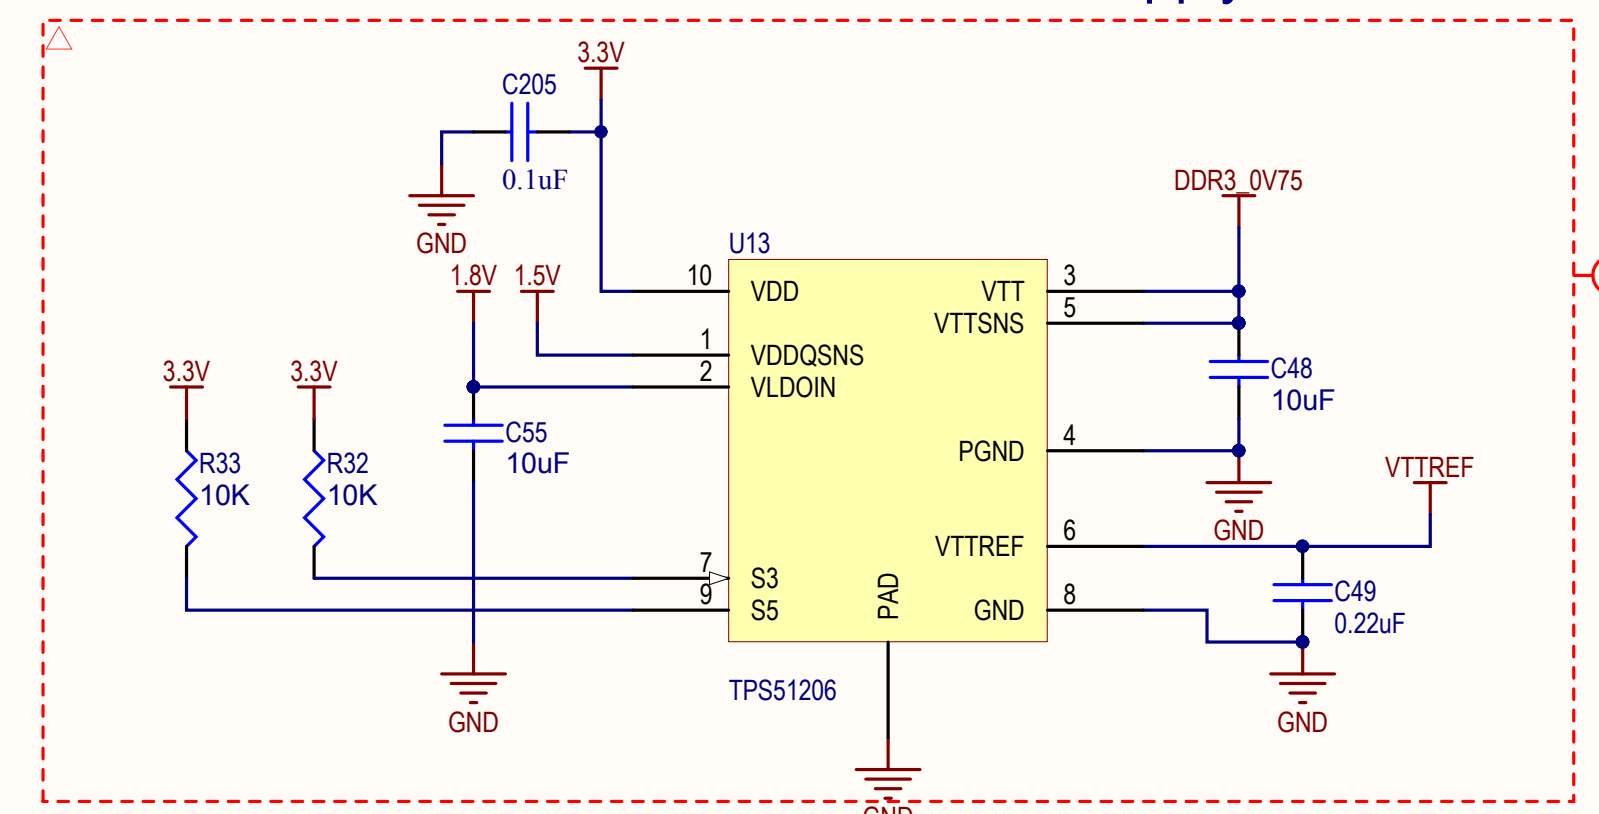 3.3V
C205
0.1uF
GND
DDR3_0V75
U13
1.8V
1.5V
10
VDD
VTT
3
VTTSNS
5
1
VDDQSNS
2
VLDOIN
3.3V
3.3V
C48
10uF
C55
10uF
PGND
4
R33
10K
R32
10K
VTTREF
GND
VTTREF
6
7
S3
9
S5
PAD
GND
8
C49
0.22uF
TPS51206
GND
GND
GND